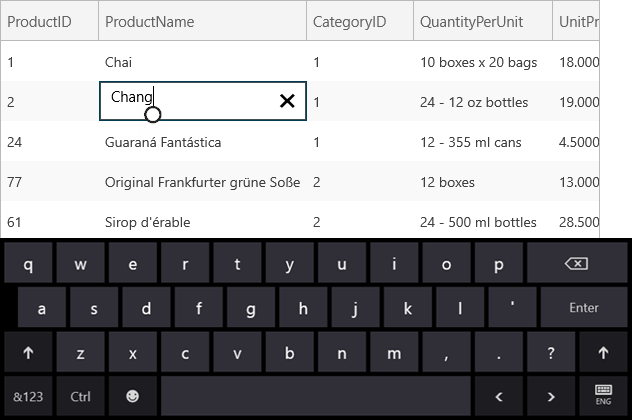 ProductID ProductName CategoryID QuantityPerUnit UnitPr
1 Chai 1 10 boxes x 20 bags 18.000
2 Chang 1 24 - 12 oz bottles 19.000
24 Guaraná Fantástica 1 12 - 355 ml cans 4.5000
77 Original Frankfurter grüne Soße 2 12 boxes 13.000
61 Sirop d'érable 2 24 - 500 ml bottles 28.500
q w e r t y u i o p
a s d f g h j k l ' Enter
z x c v b n m , . ?
&123 Ctrl < > ENG